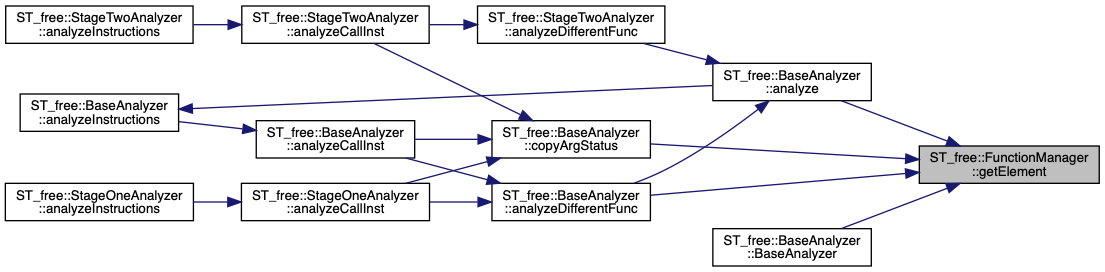 ST_free::StageTwoAnalyzer
::analyzeInstructions
ST_free::StageTwoAnalyzer
::analyzeCallInst
ST_free::StageTwoAnalyzer
::analyzeDifferentFunc
ST_free::BaseAnalyzer
::analyze
ST_free::BaseAnalyzer
::analyzeInstructions
ST_free::BaseAnalyzer
::analyzeCallInst
ST_free::BaseAnalyzer
::copyArgStatus
ST_free::FunctionManager
::getElement
ST_free::StageOneAnalyzer
::analyzeInstructions
ST_free::StageOneAnalyzer
::analyzeCallInst
ST_free::BaseAnalyzer
::analyzeDifferentFunc
ST_free::BaseAnalyzer
::BaseAnalyzer